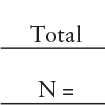 Total
N =